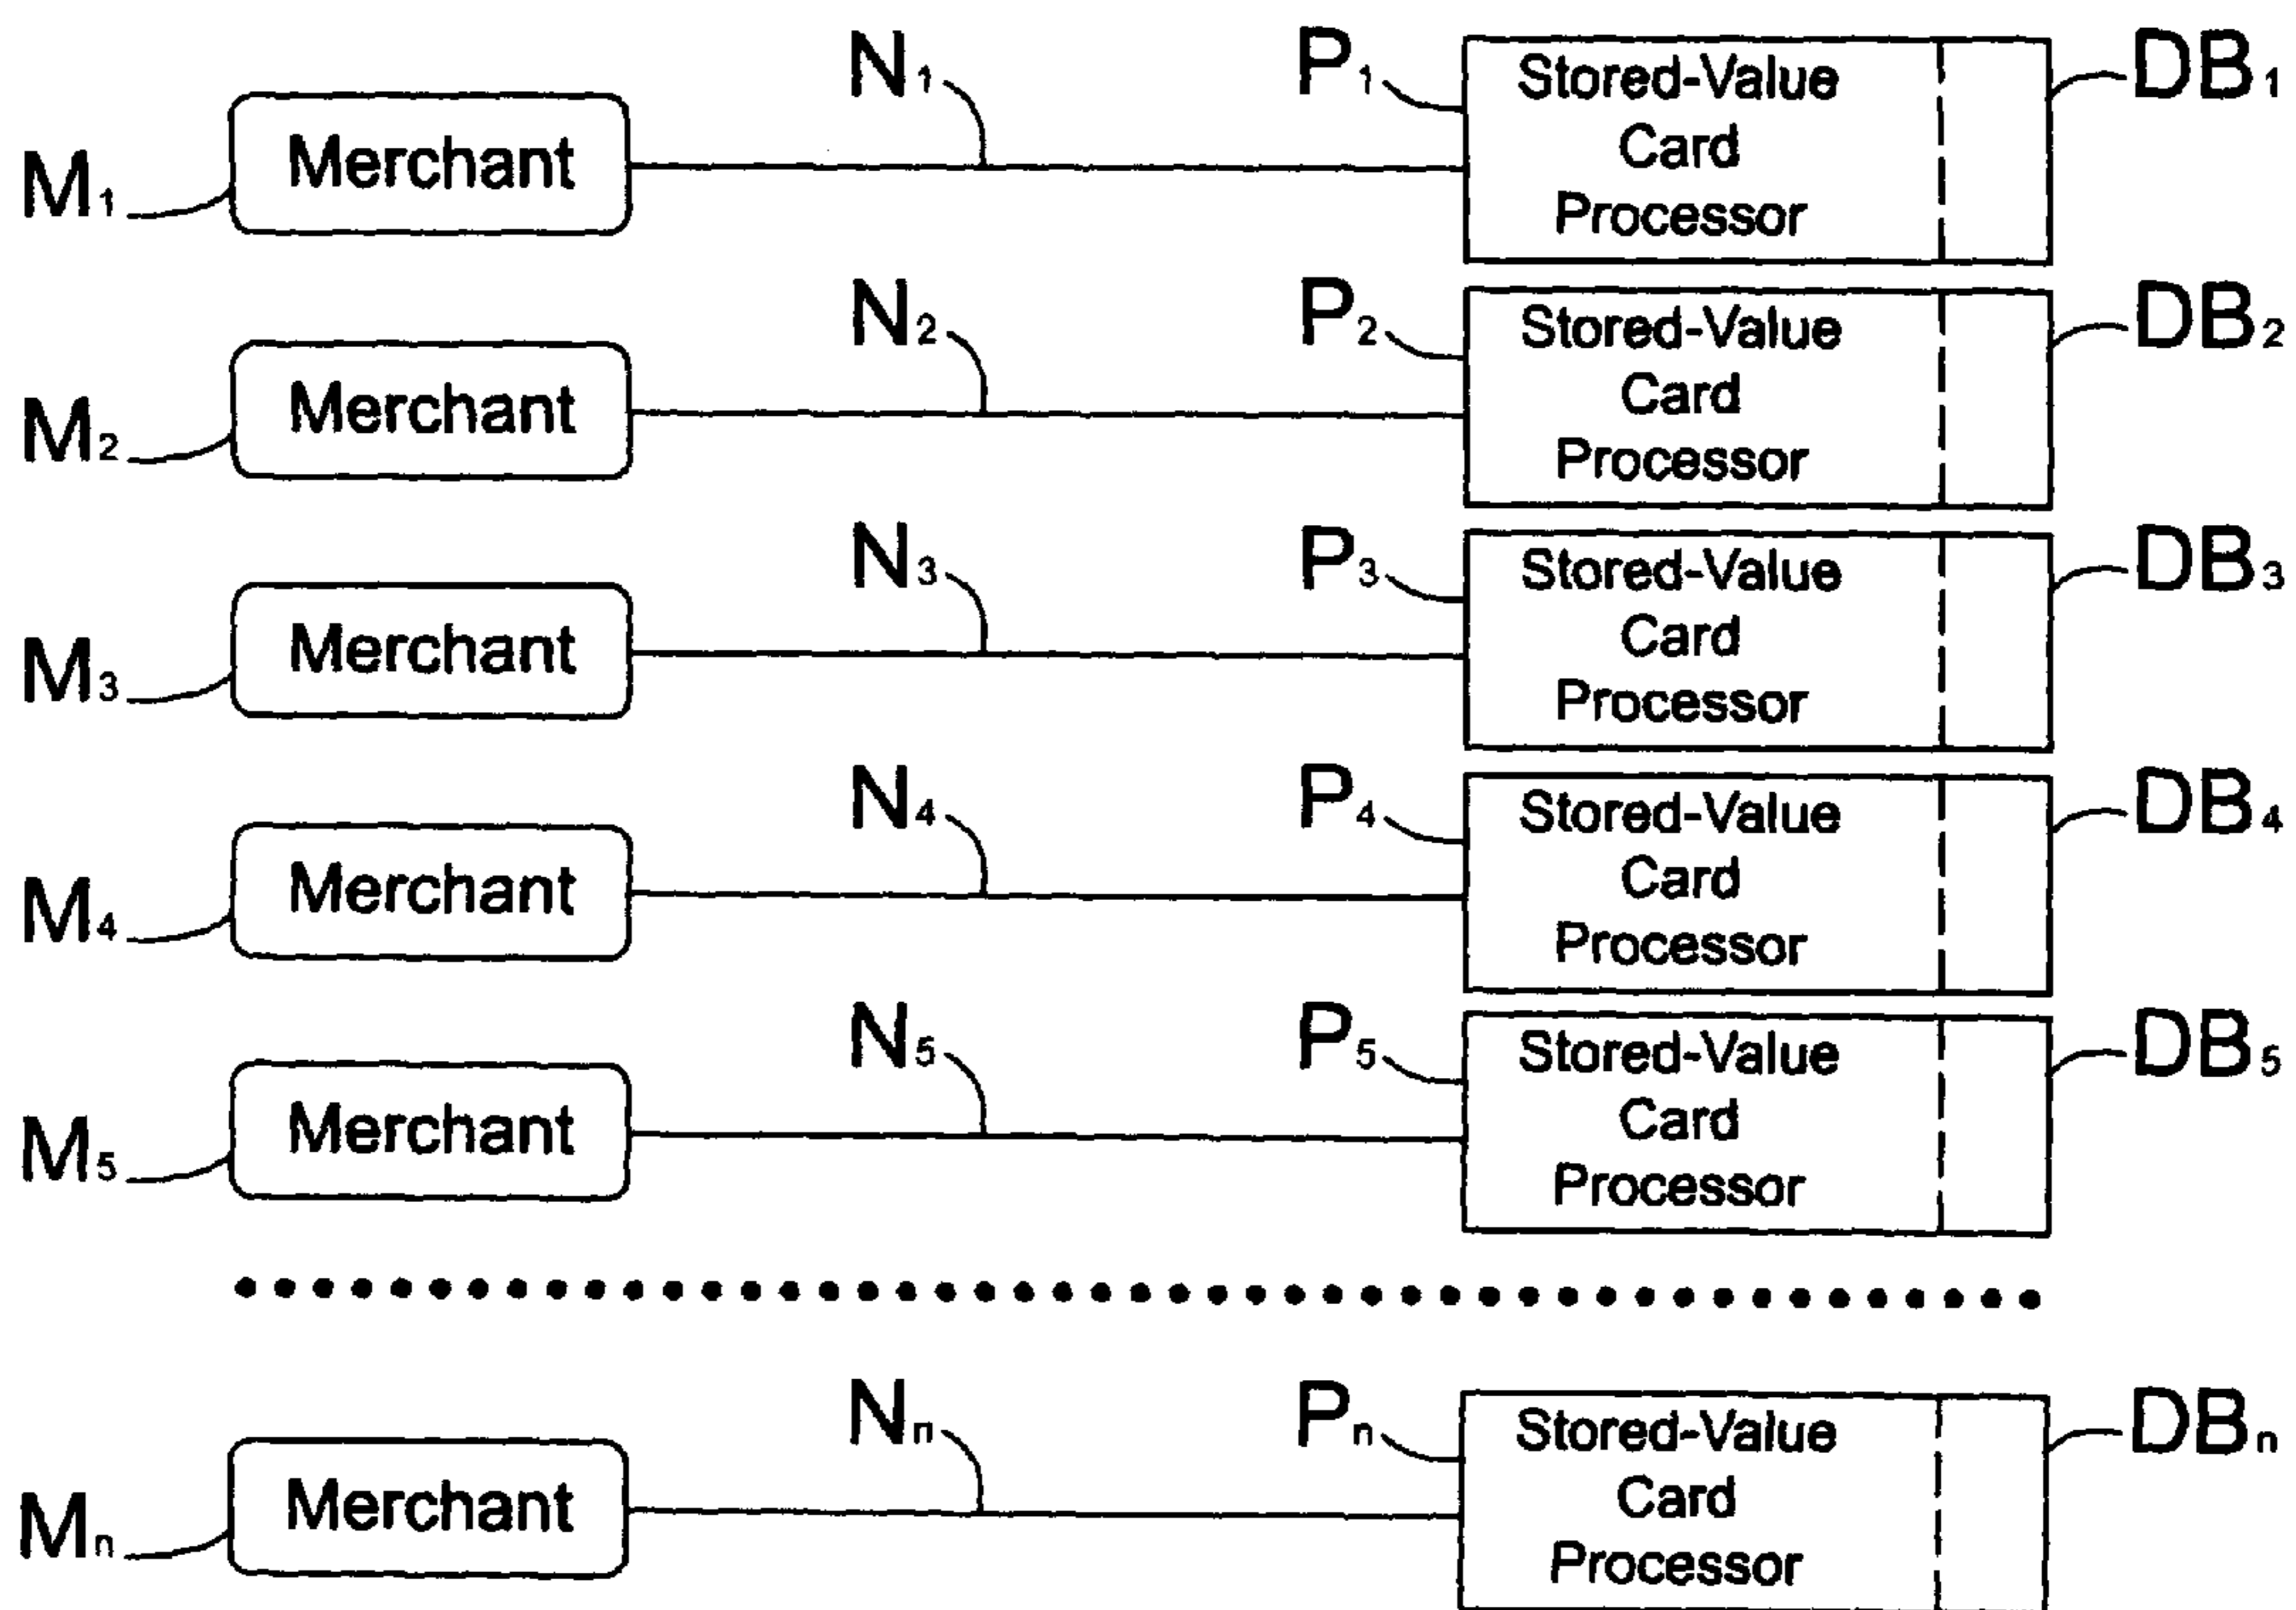 N₁ P₁ Stored-Value DB₁
M₁ Merchant Card
Processor
N₂ P₂ Stored-Value DB₂
M₂ Merchant Card
Processor
N₃ P₃ Stored-Value DB₃
M₃ Merchant Card
Processor
N₄ P₄ Stored-Value DB₄
M₄ Merchant Card
Processor
N₅ P₅ Stored-Value DB₅
M₅ Merchant Card
Processor
Nₙ Pₙ Stored-Value DBₙ
Mₙ Merchant Card
Processor